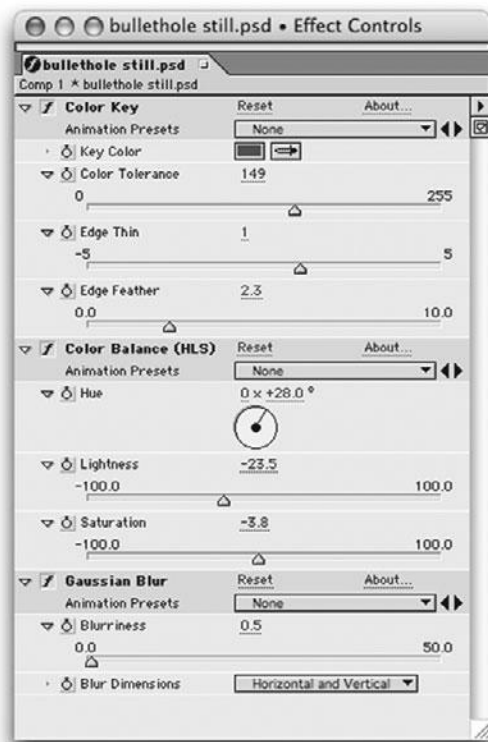 bullethole still.psd • Effect Controls
bullethole still.psd
Comp 1 * bullethole still.psd
Color Key Reset About...
Animation Presets None
Key Color
Color Tolerance 149
0 255
Edge Thin 1
-5 5
Edge Feather 2.3
0.0 10.0
Color Balance (HLS) Reset About...
Animation Presets None
Hue 0 x +28.0 °
Lightness -23.5
-100.0 100.0
Saturation -3.8
-100.0 100.0
Gaussian Blur Reset About...
Animation Presets None
Blurriness 0.5
0.0 50.0
Blur Dimensions Horizontal and Vertical